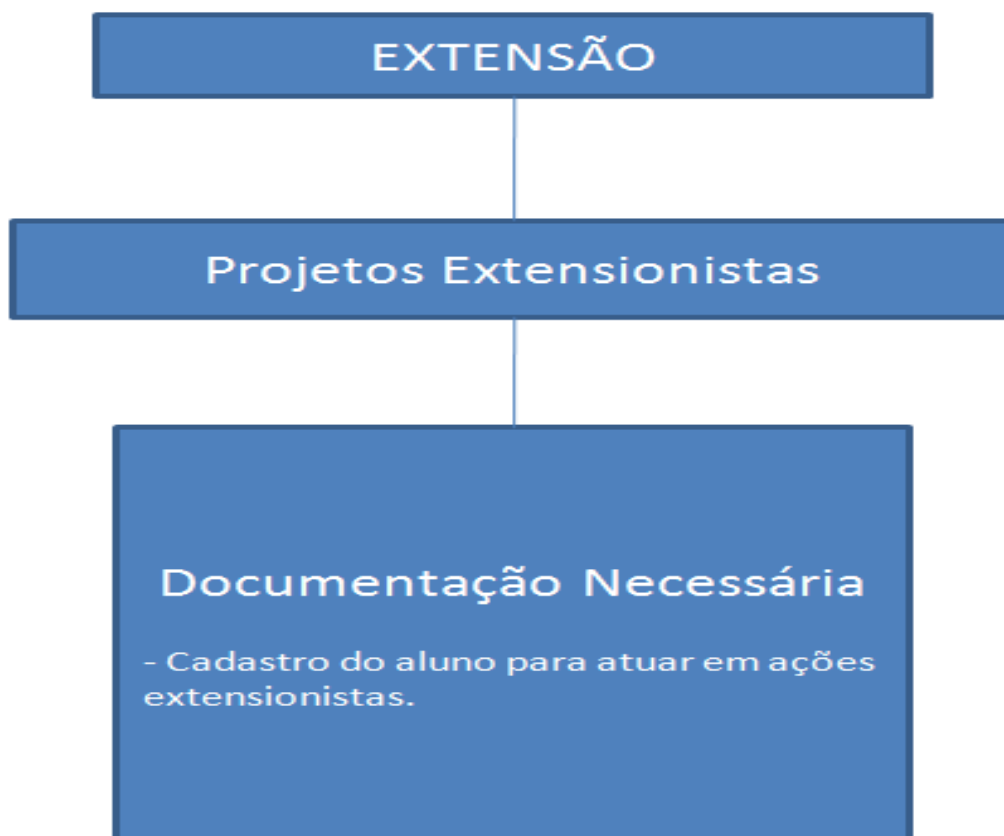 EXTENSÃO
Projetos Extensionistas
Documentação Necessária
- Cadastro do aluno para atuar em ações
extensionistas.